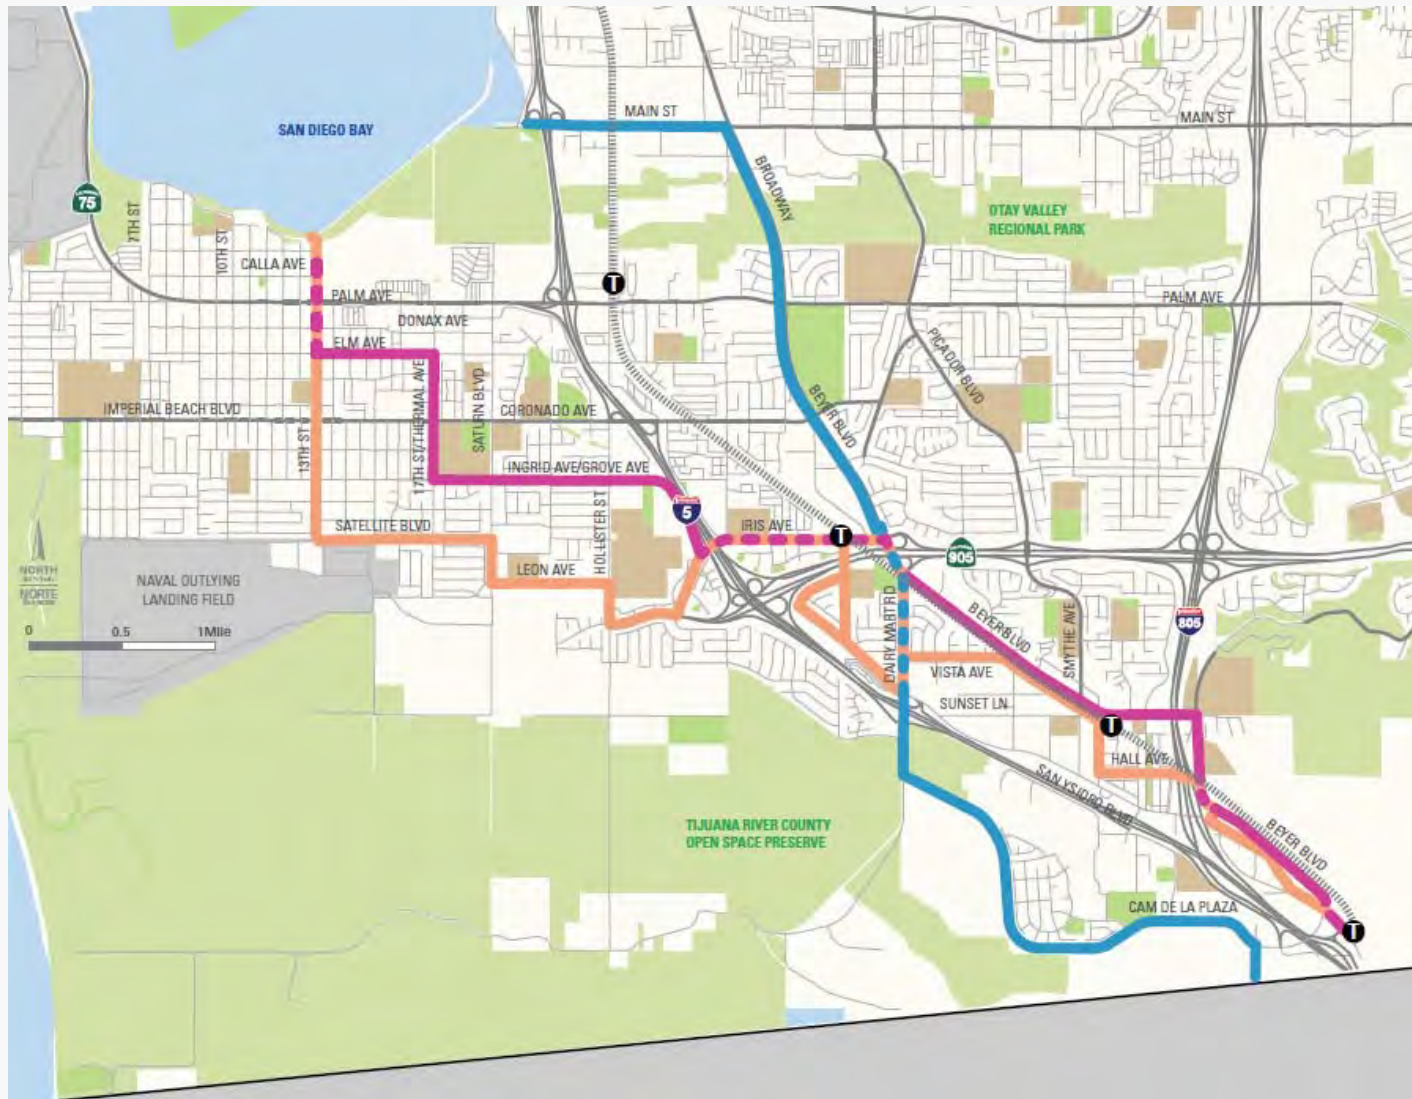 MAIN ST
MAIN ST
SAN DIEGO BAY
BROADWAY
75
7TH ST
10TH ST
OTAY VALLEY
REGIONAL PARK
CALLA AVE
T
PALM AVE
PALM AVE
DONAX AVE
ELM AVE
PICADOR BLVD
17TH ST/THERMAL AVE
SATURN BLVD
IMPERIAL BEACH BLVD
CORONADO AVE
BEYER BLVD
13TH ST
INGRID AVE/GROVE AVE
5
HOLLISTER ST
SATELLITE BLVD
IRIS AVE
T
905
NORTH
NORTE
NAVAL OUTLYING
LANDING FIELD
LEON AVE
0 0.5 1Mile
DAIRY MART RD
BEYER BLVD
SMYTHE AVE
805
VISTA AVE
SUNSET LN
T
HALL AVE
SAN YSIDRO BLVD
TIJUANA RIVER COUNTY
OPEN SPACE PRESERVE
BEYER BLVD
CAM DE LA PLAZA
T